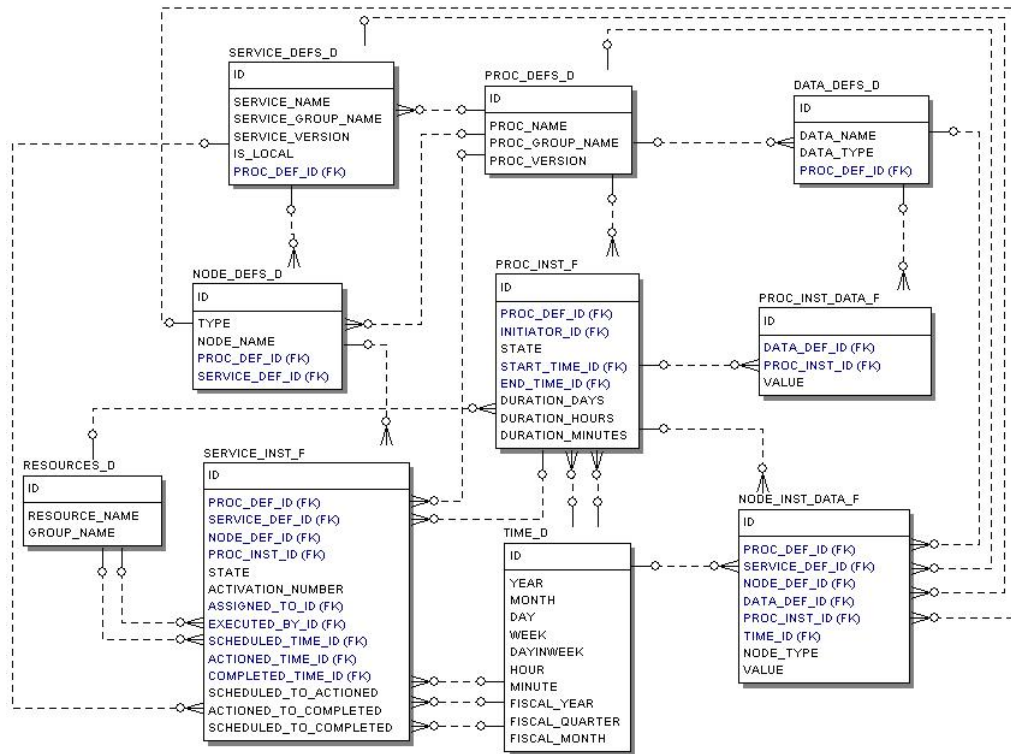 SERVICE_DEFS_D
ID
SERVICE_NAME
SERVICE_GROUP_NAME
SERVICE_VERSION
IS_LOCAL
PROC_DEF_ID (FK)
PROC_DEFS_D
ID
PROC_NAME
PROC_GROUP_NAME
PROC_VERSION
DATA_DEFS_D
ID
DATA_NAME
DATA_TYPE
PROC_DEF_ID (FK)
NODE_DEFS_D
ID
TYPE
NODE_NAME
PROC_DEF_ID (FK)
SERVICE_DEF_ID (FK)
PROC_INST_F
ID
PROC_DEF_ID (FK)
INITIATOR_ID (FK)
STATE
START_TIME_ID (FK)
END_TIME_ID (FK)
DURATION_DAYS
DURATION_HOURS
DURATION_MINUTES
PROC_INST_DATA_F
ID
DATA_DEF_ID (FK)
PROC_INST_ID (FK)
VALUE
RESOURCES_D
ID
RESOURCE_NAME
GROUP_NAME
SERVICE_INST_F
ID
PROC_DEF_ID (FK)
SERVICE_DEF_ID (FK)
NODE_DEF_ID (FK)
PROC_INST_ID (FK)
STATE
ACTIVATION_NUMBER
ASSIGNED_TO_ID (FK)
EXECUTED_BY_ID (FK)
SCHEDULED_TIME_ID (FK)
ACTIONED_TIME_ID (FK)
COMPLETED_TIME_ID (FK)
SCHEDULED_TO_ACTIONED
ACTIONED_TO_COMPLETED
SCHEDULED_TO_COMPLETED
TIME_D
ID
YEAR
MONTH
DAY
WEEK
DAYINWEEK
HOUR
MINUTE
FISCAL_YEAR
FISCAL_QUARTER
FISCAL_MONTH
NODE_INST_DATA_F
ID
PROC_DEF_ID (FK)
SERVICE_DEF_ID (FK)
NODE_DEF_ID (FK)
DATA_DEF_ID (FK)
PROC_INST_ID (FK)
TIME_ID (FK)
NODE_TYPE
VALUE